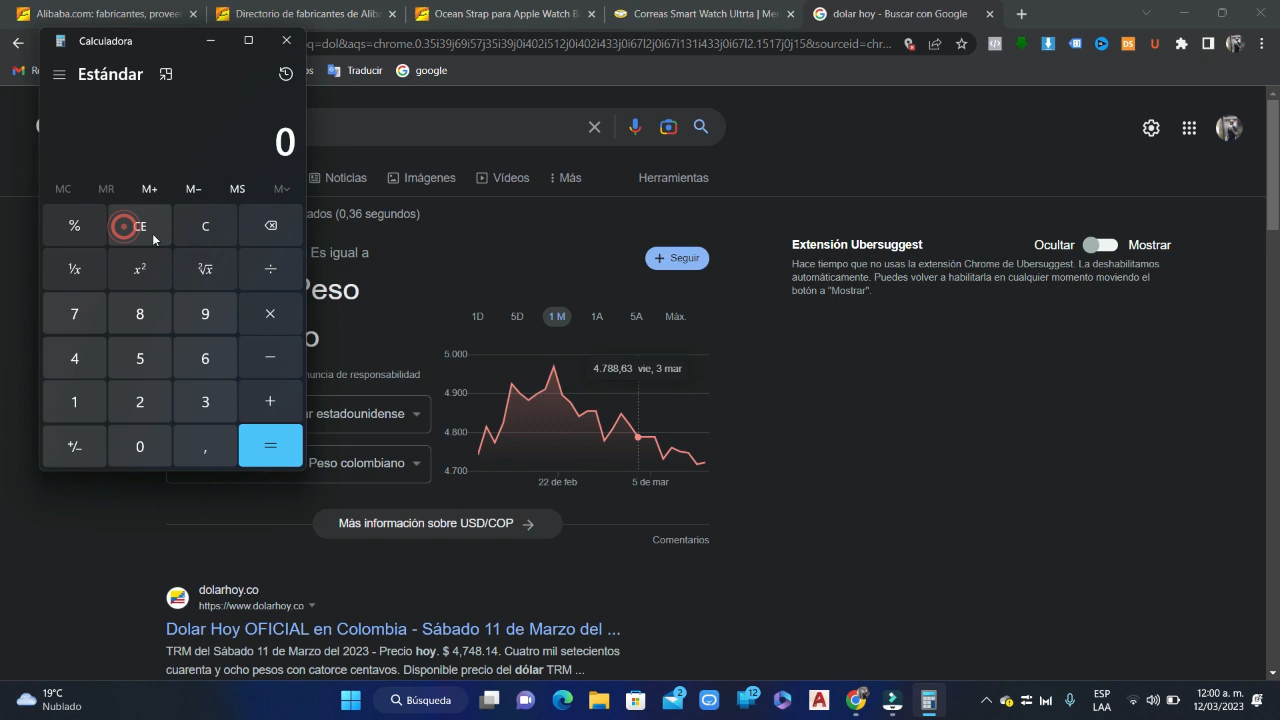 Alibaba.com: fabricantes, provee
Directorio de fabricantes de Alib
Ocean Strap para Apple Watch B
Correas Smart Watch Ultrta | Mer
dolar hoy - Buscar con Google
Calculadora
q=dol&aqs=chrome.0.35i39j69i57j35i39j0i402i512j0i402i433j0i67l2j0i67i131i433j0i67l2.1517j0j15&sourceid=chr...
Traducir
google
Estándar
0
MC MR M+ M− MS M
% CE C
¹/x x² ²√x ÷
7 8 9 ×
4 5 6 −
1 2 3 +
+/− 0 , =
Noticias
Imágenes
Vídeos
Más
Herramientas
ados (0,36 segundos)
Es igual a
Seguir
Peso
o
1D 5D 1 M 1A 5A Máx.
5.000
4.900
4.800
4.700
4.788,63 vie, 3 mar
22 de feb
5 de mar
nuncia de responsabilidad
ar estadounidense
Peso colombiano
Más información sobre USD/COP
Comentarios
Extensión Ubersuggest
Ocultar
Mostrar
Hace tiempo que no usas la extensión Chrome de Ubersuggest. La deshabilitamos
automáticamente. Puedes volver a habilitarla en cualquier momento moviendo el
botón a "Mostrar".
dolarhoy.co
https://www.dolarhoy.co
Dolar Hoy OFICIAL en Colombia - Sábado 11 de Marzo del ...
TRM del Sábado 11 de Marzo del 2023 - Precio hoy. $ 4,748.14. Cuatro mil setecientos
cuarenta y ocho pesos con catorce centavos. Disponible precio del dólar TRM ...
19°C
Nublado
Búsqueda
2
12
ESP
LAA
12:00 a. m.
12/03/2023